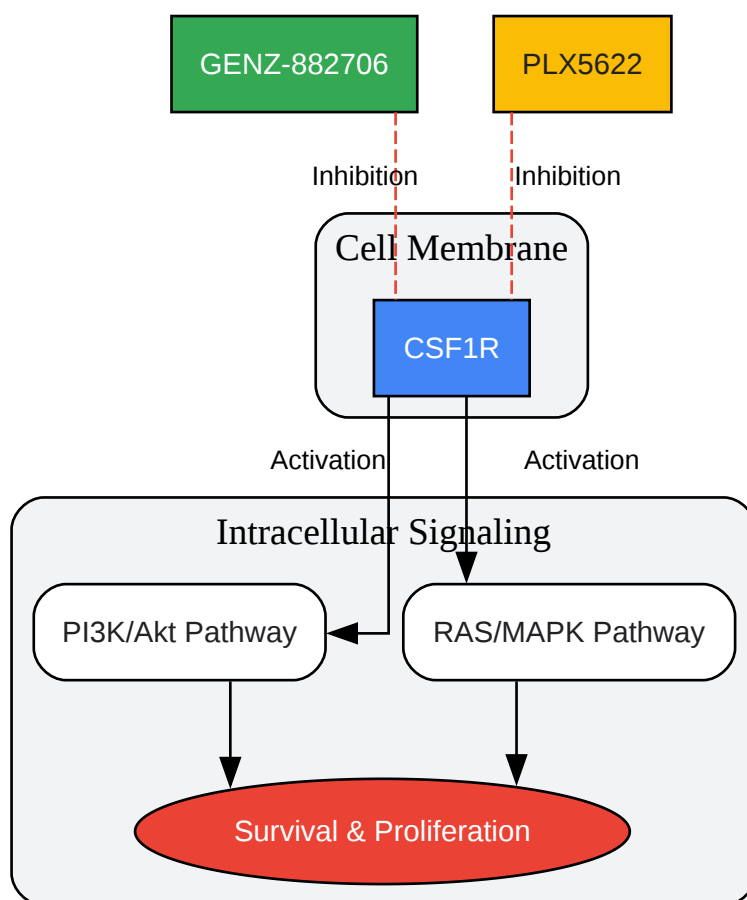 GENZ-882706
PLX5622
Inhibition
Inhibition
Cell Membrane
CSF1R
Activation
Activation
Intracellular Signaling
PI3K/Akt Pathway
RAS/MAPK Pathway
Survival & Proliferation